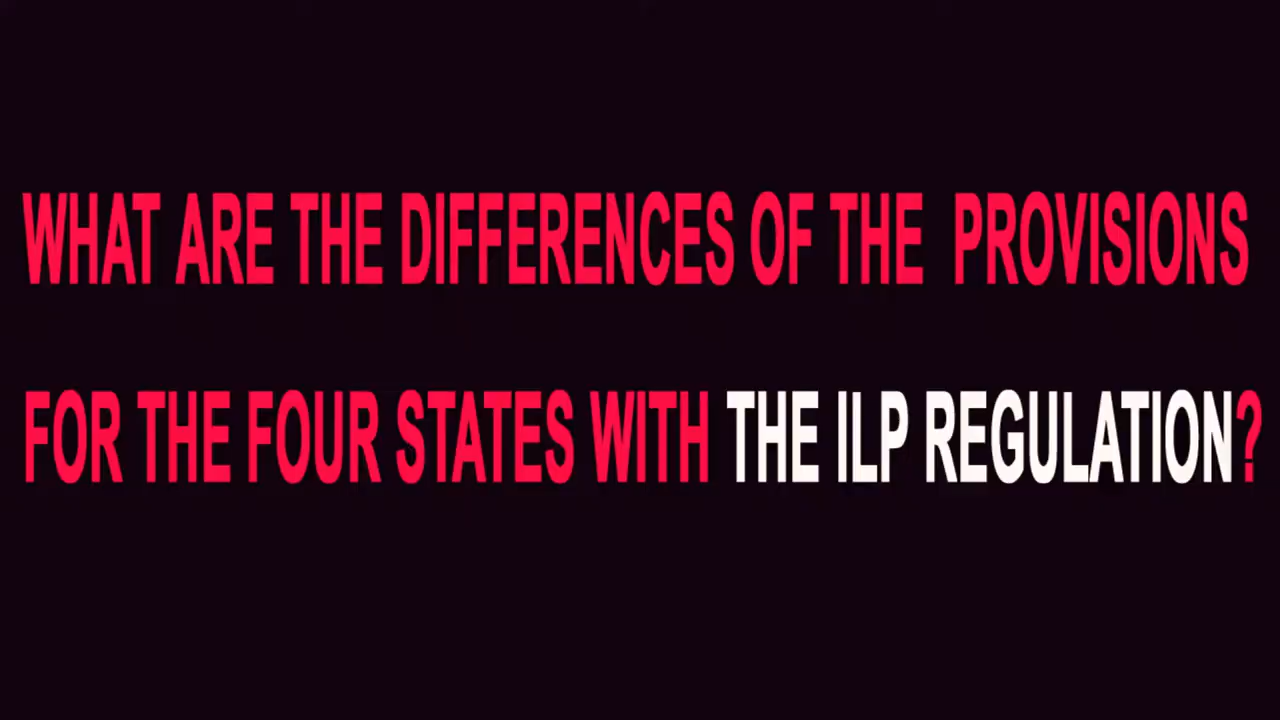 WHAT ARE THE DIFFERENCES OF THE PROVISIONS
FOR THE FOUR STATES WITH THE ILP REGULATION?